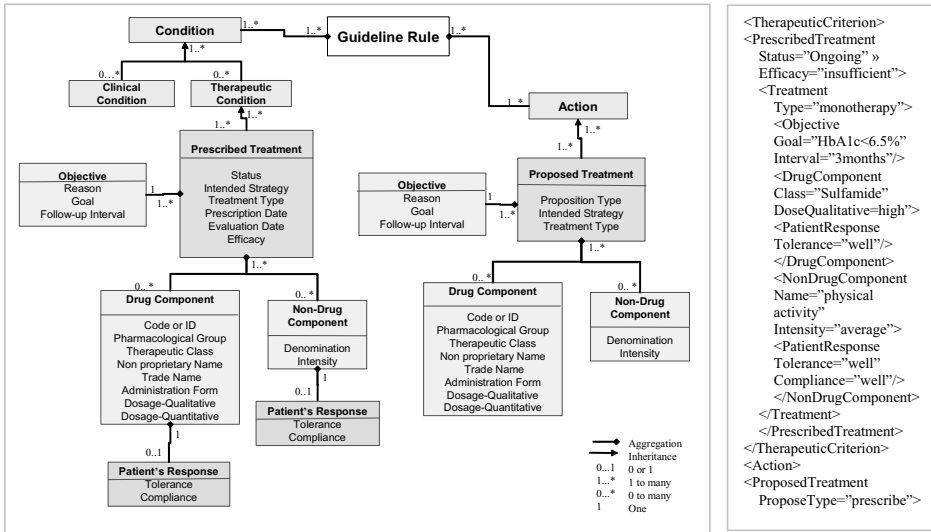 Condition
1..*
1..*
Guideline Rule
1..*
1..*
1..*
0...*
0..*
Clinical
Condition
Therapeutic
Condition
1..*
1..*
Action
1..*
1..*
Prescribed Treatment
Status
Intended Strategy
Treatment Type
Prescription Date
Evaluation Date
Efficacy
Objective
Reason
Goal
Follow-up Interval
1
1..*
Proposed Treatment
Proposition Type
Intended Strategy
Treatment Type
Objective
Reason
Goal
Follow-up Interval
1
1..*
1..*
1..*
0.. *
0.. *
Drug Component
Code or ID
Pharmacological Group
Therapeutic Class
Non proprietary Name
Trade Name
Administration Form
Dosage-Qualitative
Dosage-Quantitative
Non-Drug
Component
Denomination
Intensity
1
0..1
Patient's Response
Tolerance
Compliance
1
0..1
Patient's Response
Tolerance
Compliance
0.. *
0.. *
Drug Component
Code or ID
Pharmacological Group
Therapeutic Class
Non proprietary Name
Trade Name
Administration Form
Dosage-Qualitative
Dosage-Quantitative
Non-Drug
Component
Denomination
Intensity
Aggregation
Inheritance
0...1 0 or 1
1...* 1 to many
0...* 0 to many
1 One
<TherapeuticCriterion>
<PrescribedTreatment
Status=”Ongoing” »
Efficacy=”insufficient”>
<Treatment
Type=”monotherapy”>
<Objective
Goal=”HbA1c<6.5%”
Interval=”3months”/>
<DrugComponent
Class=”Sulfamide”
DoseQualitative=high”>
<PatientResponse
Tolerance=”well”/>
</DrugComponent>
<NonDrugComponent
Name=”physical
activity”
Intensity=”average”>
<PatientResponse
Tolerance=”well”
Compliance=”well”/>
</NonDrugComponent>
</Treatment>
</PrescribedTreatment>
</TherapeuticCriterion>
<Action>
<ProposedTreatment
ProposeType=”prescribe”>